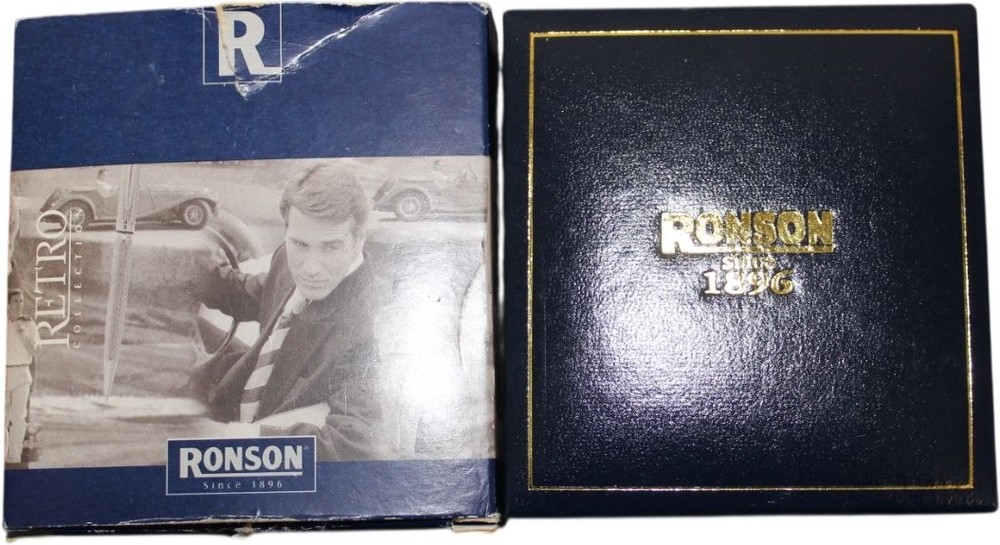 R
RETRO
COLLECTION
RONSON
Since 1896
RONSON
SINCE
1896